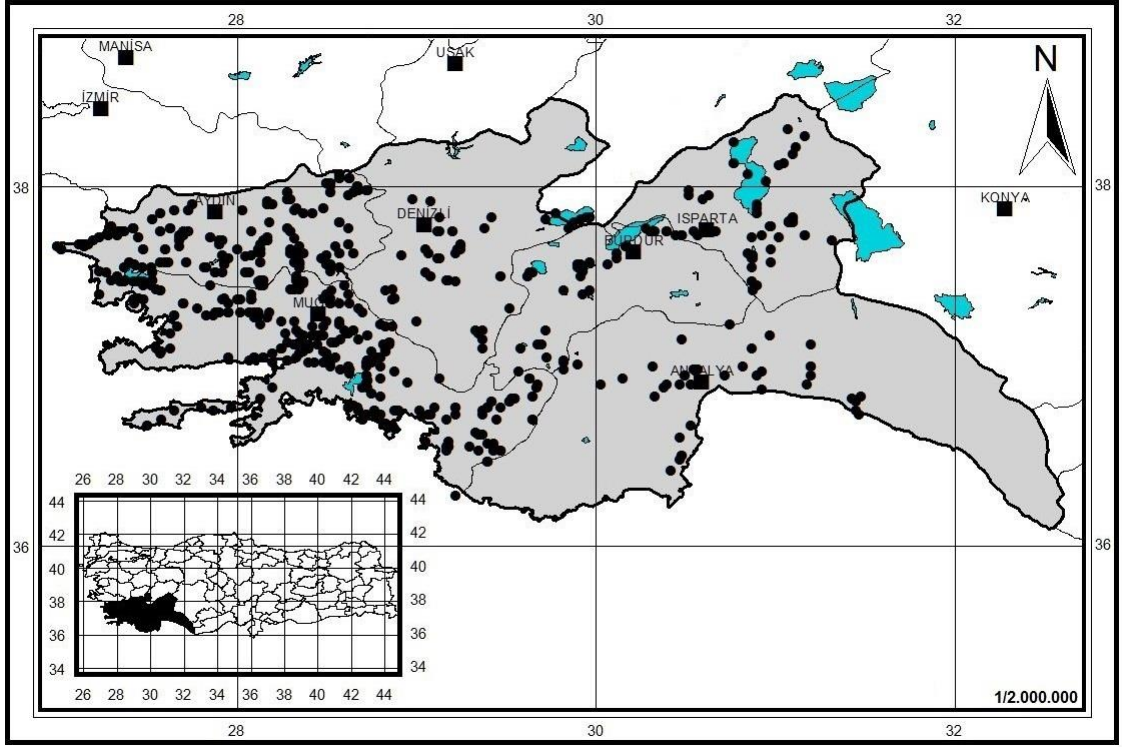 28 30 32
MANİSA
UŞAK
İZMİR
N
38 38
AYDIN
DENİZLİ
ISPARTA
KONYA
BURDUR
MUĞLA
ANTALYA
26 28 30 32 34 36 38 40 42 44
44 44
42 42
40 40
38 38
36 36
34 34
26 28 30 32 34 36 38 40 42 44
36 36
1/2.000.000
28 30 32